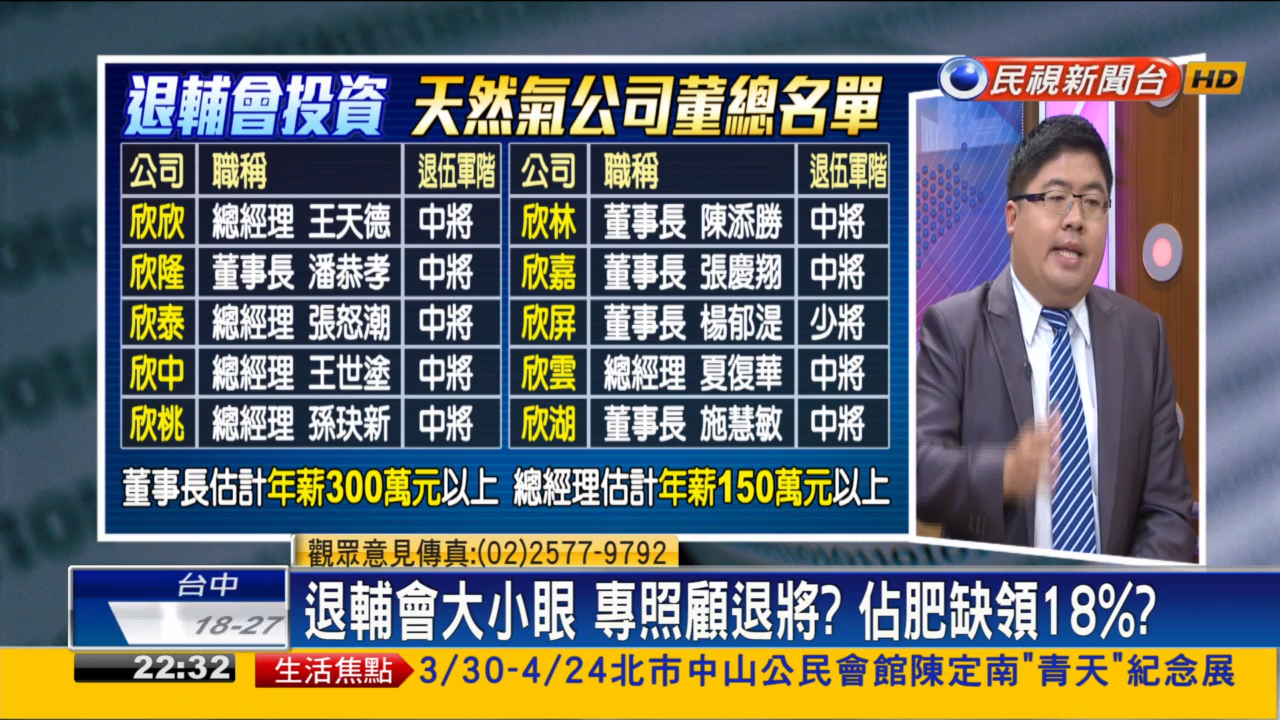 退輔會投資 天然氣公司董總名單
民視新聞台 HD
公司 職稱 退伍軍階 公司 職稱 退伍軍階
欣欣 總經理 王天德 中將 欣林 董事長 陳添勝 中將
欣隆 董事長 潘恭孝 中將 欣嘉 董事長 張慶翔 中將
欣泰 總經理 張怒潮 中將 欣屏 董事長 楊郁湜 少將
欣中 總經理 王世塗 中將 欣雲 總經理 夏復華 中將
欣桃 總經理 孫玦新 中將 欣湖 董事長 施慧敏 中將
董事長估計年薪300萬元以上 總經理估計年薪150萬元以上
觀眾意見傳真:(02)2577-9792
台中
18-27
退輔會大小眼 專照顧退將? 佔肥缺領18%?
22:32 生活焦點 3/30-4/24北市中山公民會館陳定南"青天"紀念展